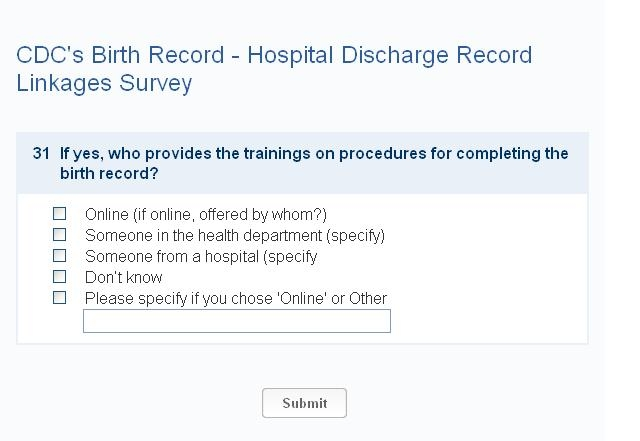 CDC's Birth Record - Hospital Discharge Record
Linkages Survey
31 If yes, who provides the trainings on procedures for completing the
birth record?
Online (if online, offered by whom?)
Someone in the health department (specify)
Someone from a hospital (specify
Don't know
Please specify if you chose 'Online' or Other
Submit